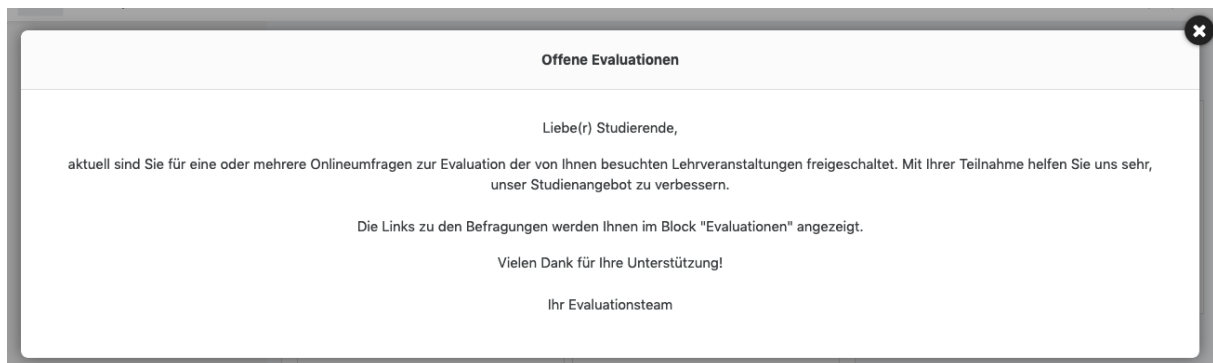 Offene Evaluationen
Liebe(r) Studierende,
aktuell sind Sie für eine oder mehrere Onlineumfragen zur Evaluation der von Ihnen besuchten Lehrveranstaltungen freigeschaltet. Mit Ihrer Teilnahme helfen Sie uns sehr,
unser Studienangebot zu verbessern.
Die Links zu den Befragungen werden Ihnen im Block "Evaluationen" angezeigt.
Vielen Dank für Ihre Unterstützung!
Ihr Evaluationsteam